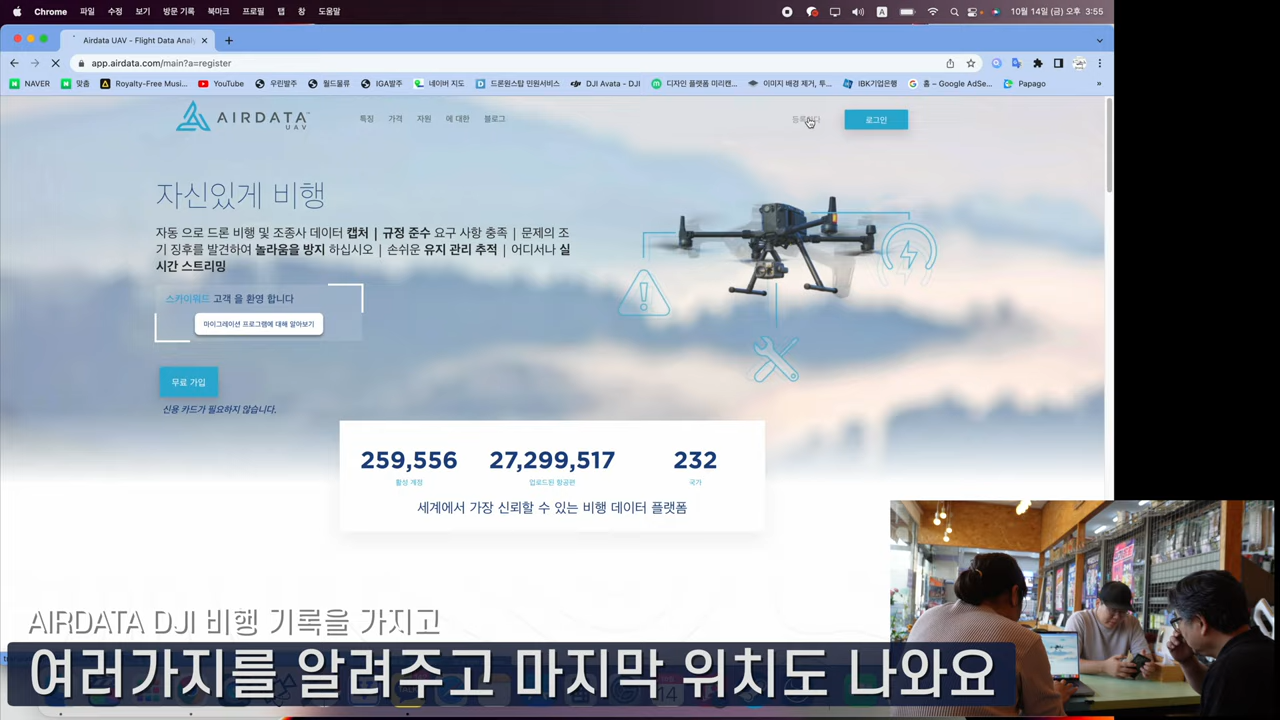 Chrome 파일 수정 보기 방문 기록 북마크 프로필 탭 창 도움말
A 10월 14일 (금) 오후 3:55
Airdata UAV - Flight Data Anal
app.airdata.com/main?a=register
NAVER 맞춤 Royalty-Free Musi... YouTube 우린발주 월드물류 IGA발주 네이버 지도 드론원스탑 민원서비스 DJI Avata - DJI 디자인 플랫폼 미리캔... 이미지 배경 제거, 투... IBK기업은행 홈 – Google AdSe... Papago »
AIRDATA UAV
특징 가격 자원 에 대한 블로그
로그인
자신있게 비행
자동 으로 드론 비행 및 조종사 데이터 캡처 | 규정 준수 요구 사항 충족 | 문제의 조
기 징후를 발견하여 놀라움을 방지 하십시오 | 손쉬운 유지 관리 추적 | 어디서나 실
시간 스트리밍
스카이워드 고객 을 환영 합니다
마이그레이션 프로그램에 대해 알아보기
무료 가입
신용 카드가 필요하지 않습니다.
259,556 27,299,517 232
활성 계정 업로드된 항공편 국가
세계에서 가장 신뢰할 수 있는 비행 데이터 플랫폼
AIRDATA DJI 비행 기록을 가지고
여러가지를 알려주고 마지막 위치도 나와요